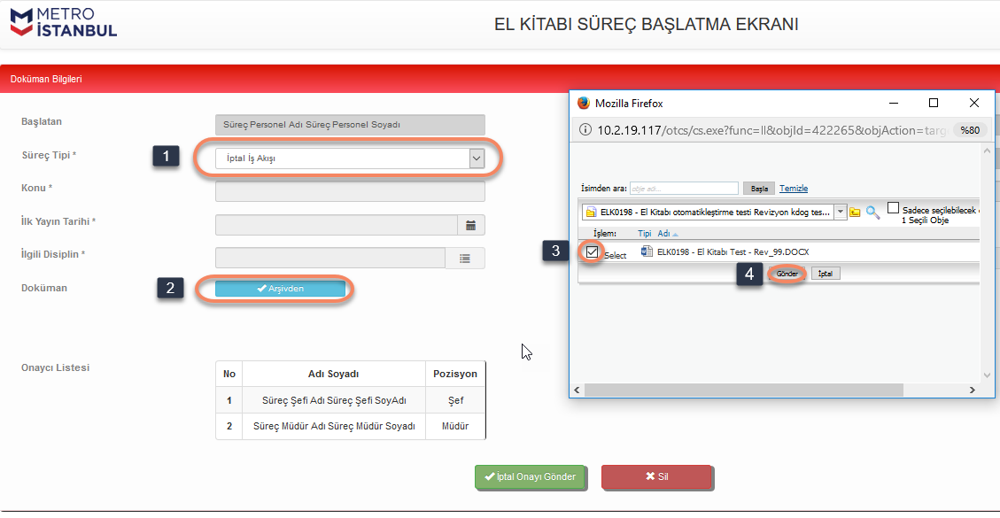 METRO
İSTANBUL
EL KİTABI SÜREÇ BAŞLATMA EKRANI
Doküman Bilgileri
Başlatan
Süreç Personel Adı Süreç Personel Soyadı
1
Süreç Tipi *
İptal İş Akışı
Konu *
İlk Yayın Tarihi *
İlgili Disiplin *
Doküman
2
Arşivden
Onaycı Listesi
No Adı Soyadı Pozisyon
1 Süreç Şefi Adı Süreç Şefi SoyAdı Şef
2 Süreç Müdür Adı Süreç Müdür Soyadı Müdür
İptal Onayı Gönder
Sil
Mozilla Firefox
10.2.19.117/otcs/cs.exe?func=ll&objId=422265&objAction=targ
%80
İsimden ara: obje adı... Başla Temizle
ELK0198 - El Kitabı otomatikleştirme testi Revizyon kdog tes...
Sadece seçilebilecek
1 Seçili Obje
İşlem: Tipi Adı
3
Select ELK0198 - El Kitabı Test - Rev_99.DOCX
4
Gönder İptal